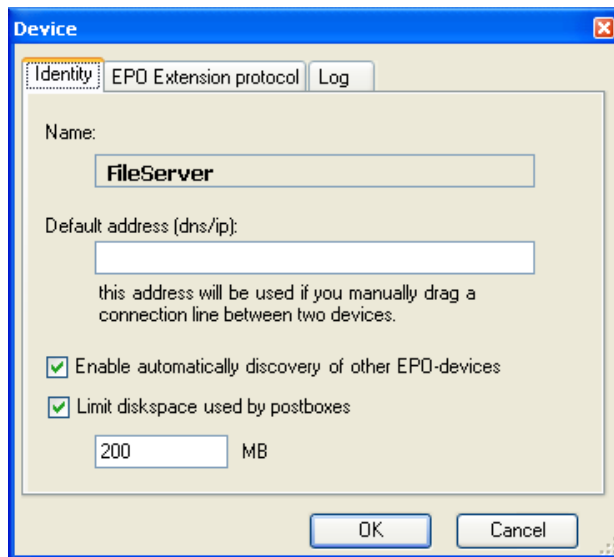 Device
Identity EPO Extension protocol Log
Name:
FileServer
Default address (dns/ip):
this address will be used if you manually drag a
connection line between two devices.
Enable automatically discovery of other EPO-devices
Limit diskspace used by postboxes
200 MB
OK Cancel